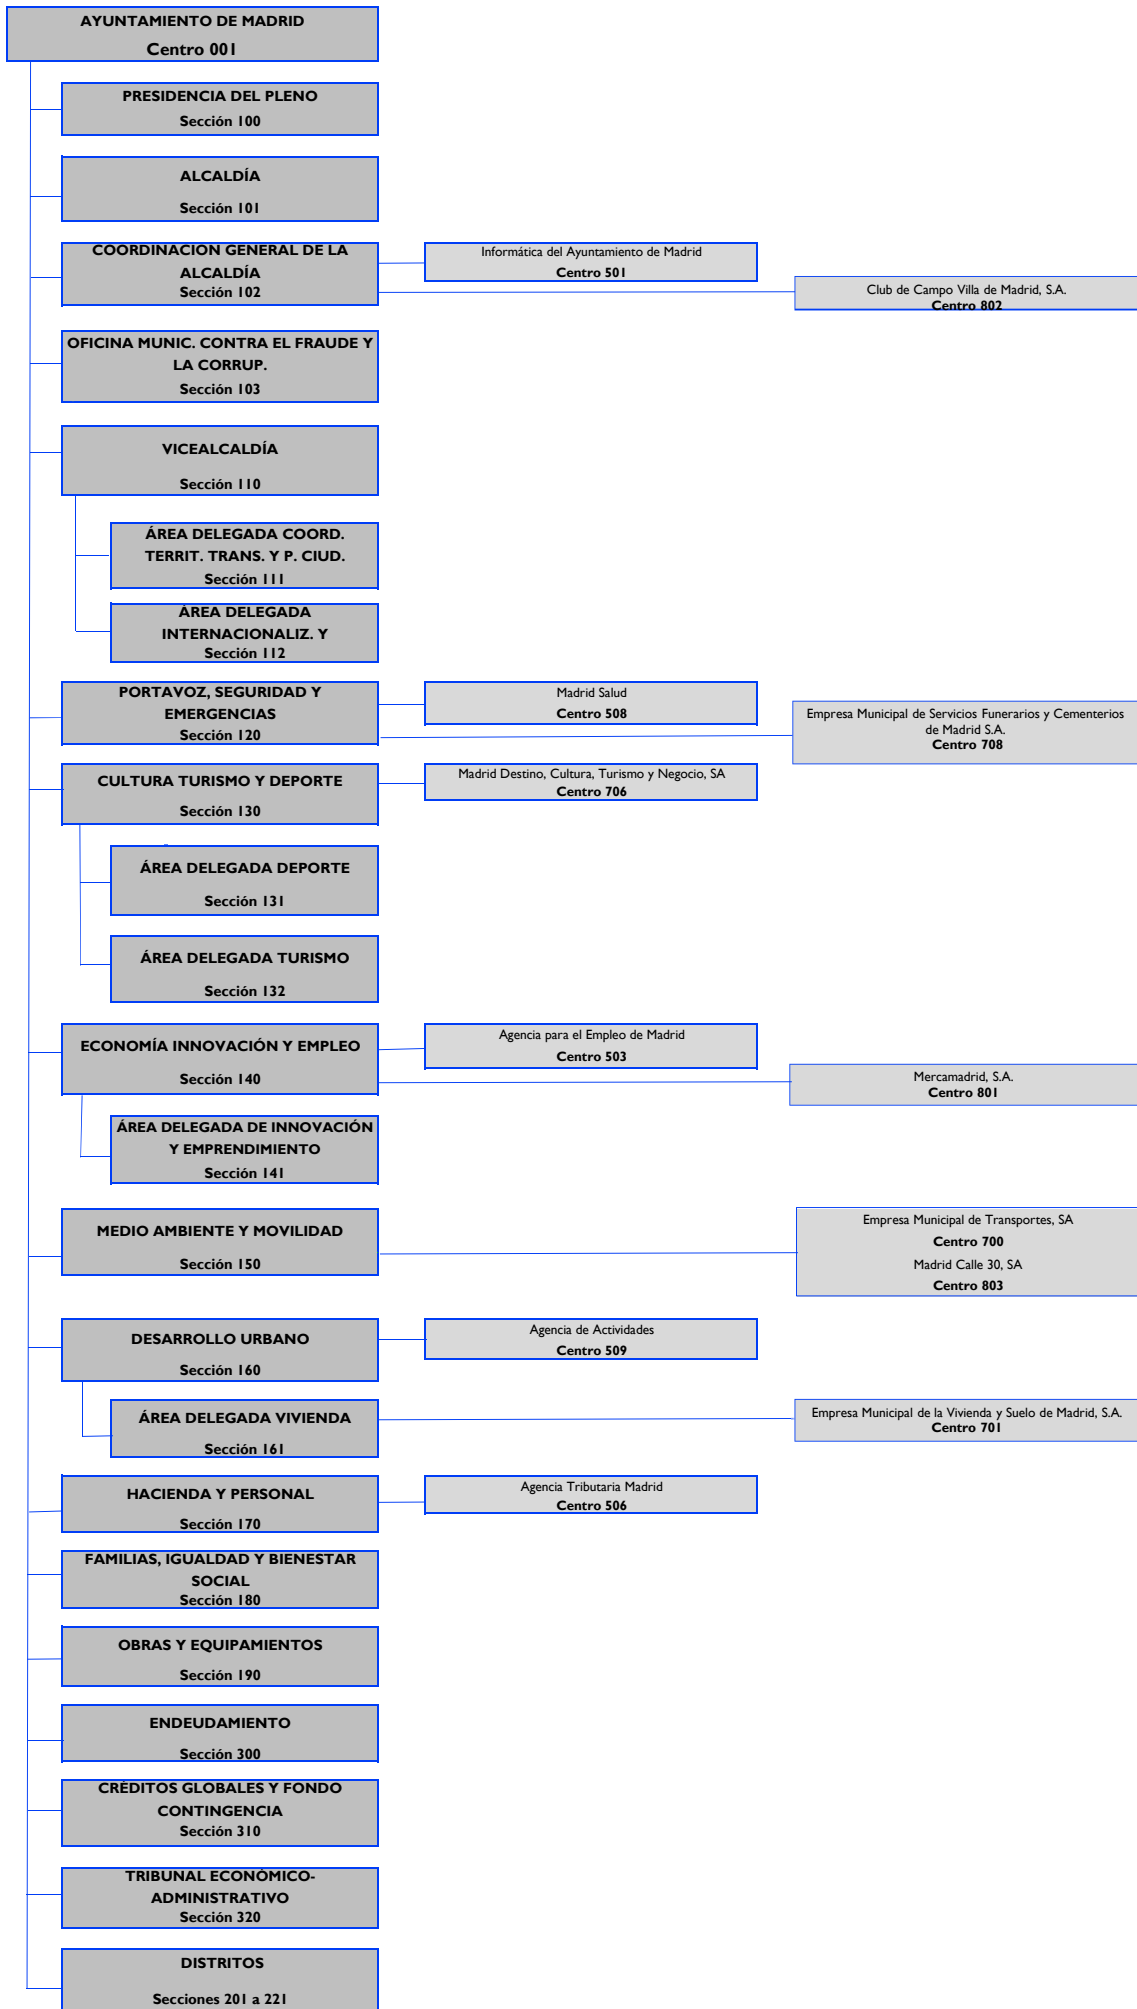 AYUNTAMIENTO DE MADRID
Centro 001
PRESIDENCIA DEL PLENO
Sección 100
ALCALDÍA
Sección 101
COORDINACIÓN GENERAL DE LA
ALCALDÍA
Sección 102
Informática del Ayuntamiento de Madrid
Centro 501
Club de Campo Villa de Madrid, S.A.
Centro 802
OFICINA MUNIC. CONTRA EL FRAUDE Y
LA CORRUP.
Sección 103
VICEALCALDÍA
Sección 110
ÁREA DELEGADA COORD.
TERRIT. TRANS. Y P. CIUD.
Sección 111
ÁREA DELEGADA
INTERNACIONALIZ. Y
Sección 112
PORTAVOZ, SEGURIDAD Y
EMERGENCIAS
Sección 120
Madrid Salud
Centro 508
Empresa Municipal de Servicios Funerarios y Cementerios
de Madrid S.A.
Centro 708
CULTURA TURISMO Y DEPORTE
Sección 130
Madrid Destino, Cultura, Turismo y Negocio, SA
Centro 706
ÁREA DELEGADA DEPORTE
Sección 131
ÁREA DELEGADA TURISMO
Sección 132
ECONOMÍA INNOVACIÓN Y EMPLEO
Sección 140
Agencia para el Empleo de Madrid
Centro 503
Mercamadrid, S.A.
Centro 801
ÁREA DELEGADA DE INNOVACIÓN
Y EMPRENDIMIENTO
Sección 141
MEDIO AMBIENTE Y MOVILIDAD
Sección 150
Empresa Municipal de Transportes, SA
Centro 700
Madrid Calle 30, SA
Centro 803
DESARROLLO URBANO
Sección 160
Agencia de Actividades
Centro 509
ÁREA DELEGADA VIVIENDA
Sección 161
Empresa Municipal de la Vivienda y Suelo de Madrid, S.A.
Centro 701
HACIENDA Y PERSONAL
Sección 170
Agencia Tributaria Madrid
Centro 506
FAMILIAS, IGUALDAD Y BIENESTAR
SOCIAL
Sección 180
OBRAS Y EQUIPAMIENTOS
Sección 190
ENDEUDAMIENTO
Sección 300
CRÉDITOS GLOBALES Y FONDO
CONTINGENCIA
Sección 310
TRIBUNAL ECONÓMICO-
ADMINISTRATIVO
Sección 320
DISTRITOS
Secciones 201 a 221